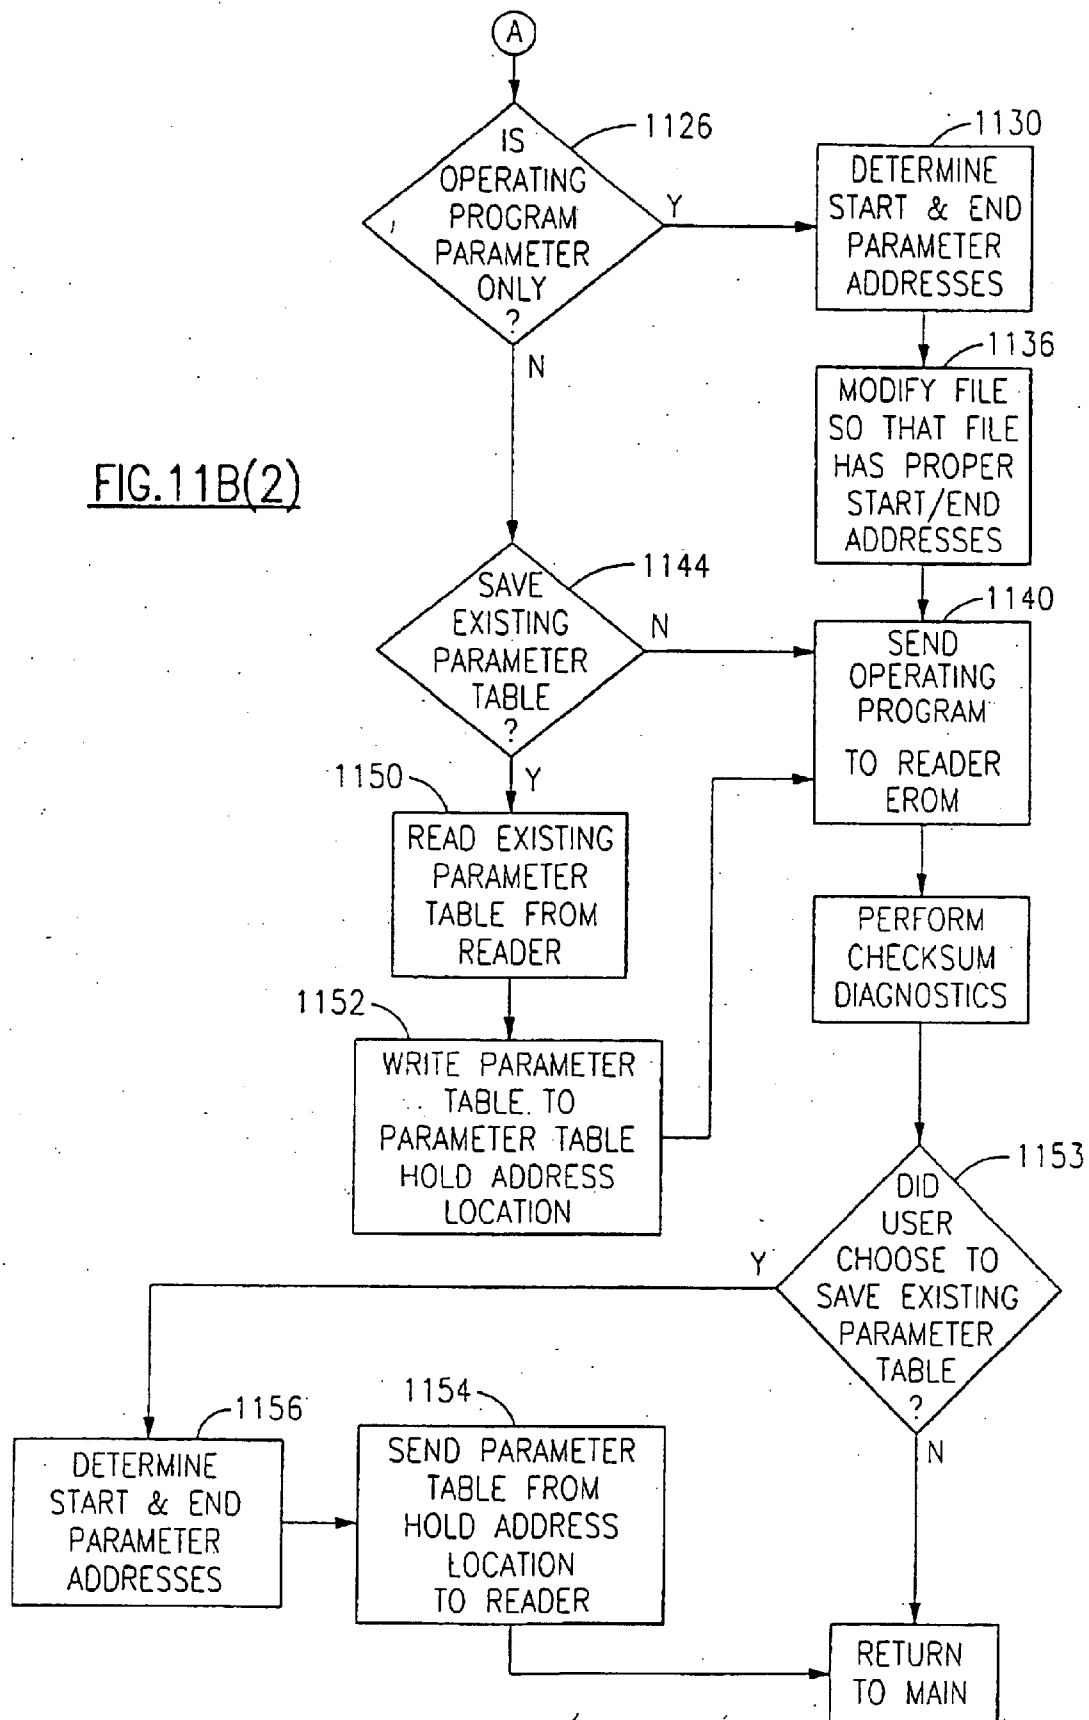 A
1126
IS
OPERATING
PROGRAM
PARAMETER
ONLY
?
Y
N
1130
DETERMINE
START & END
PARAMETER
ADDRESSES
1136
MODIFY FILE
SO THAT FILE
HAS PROPER
START/END
ADDRESSES
FIG.11B(2)
1144
SAVE
EXISTING
PARAMETER
TABLE
?
N
Y
1140
SEND
OPERATING
PROGRAM
TO READER
EROM
1150
READ EXISTING
PARAMETER
TABLE FROM
READER
PERFORM
CHECKSUM
DIAGNOSTICS
1152
WRITE PARAMETER
TABLE TO
PARAMETER TABLE
HOLD ADDRESS
LOCATION
1153
DID
USER
CHOOSE TO
SAVE EXISTING
PARAMETER
TABLE
?
Y
N
1156
DETERMINE
START & END
PARAMETER
ADDRESSES
1154
SEND PARAMETER
TABLE FROM
HOLD ADDRESS
LOCATION
TO READER
RETURN
TO MAIN